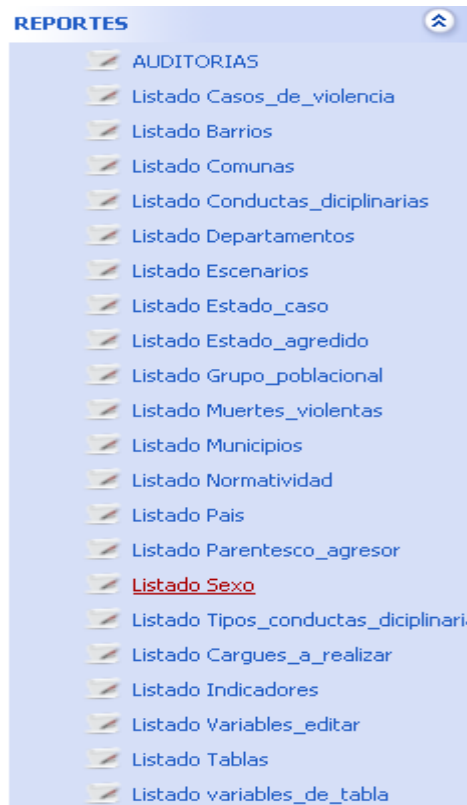 REPORTES
AUDITORIAS
Listado Casos_de_violencia
Listado Barrios
Listado Comunas
Listado Conductas_diciplinarias
Listado Departamentos
Listado Escenarios
Listado Estado_caso
Listado Estado_agredido
Listado Grupo_poblacional
Listado Muertes_violentas
Listado Municipios
Listado Normatividad
Listado Pais
Listado Parentesco_agresor
Listado Sexo
Listado Tipos_conductas_diciplinari
Listado Cargues_a_realizar
Listado Indicadores
Listado Variables_editar
Listado Tablas
Listado variables_de_tabla